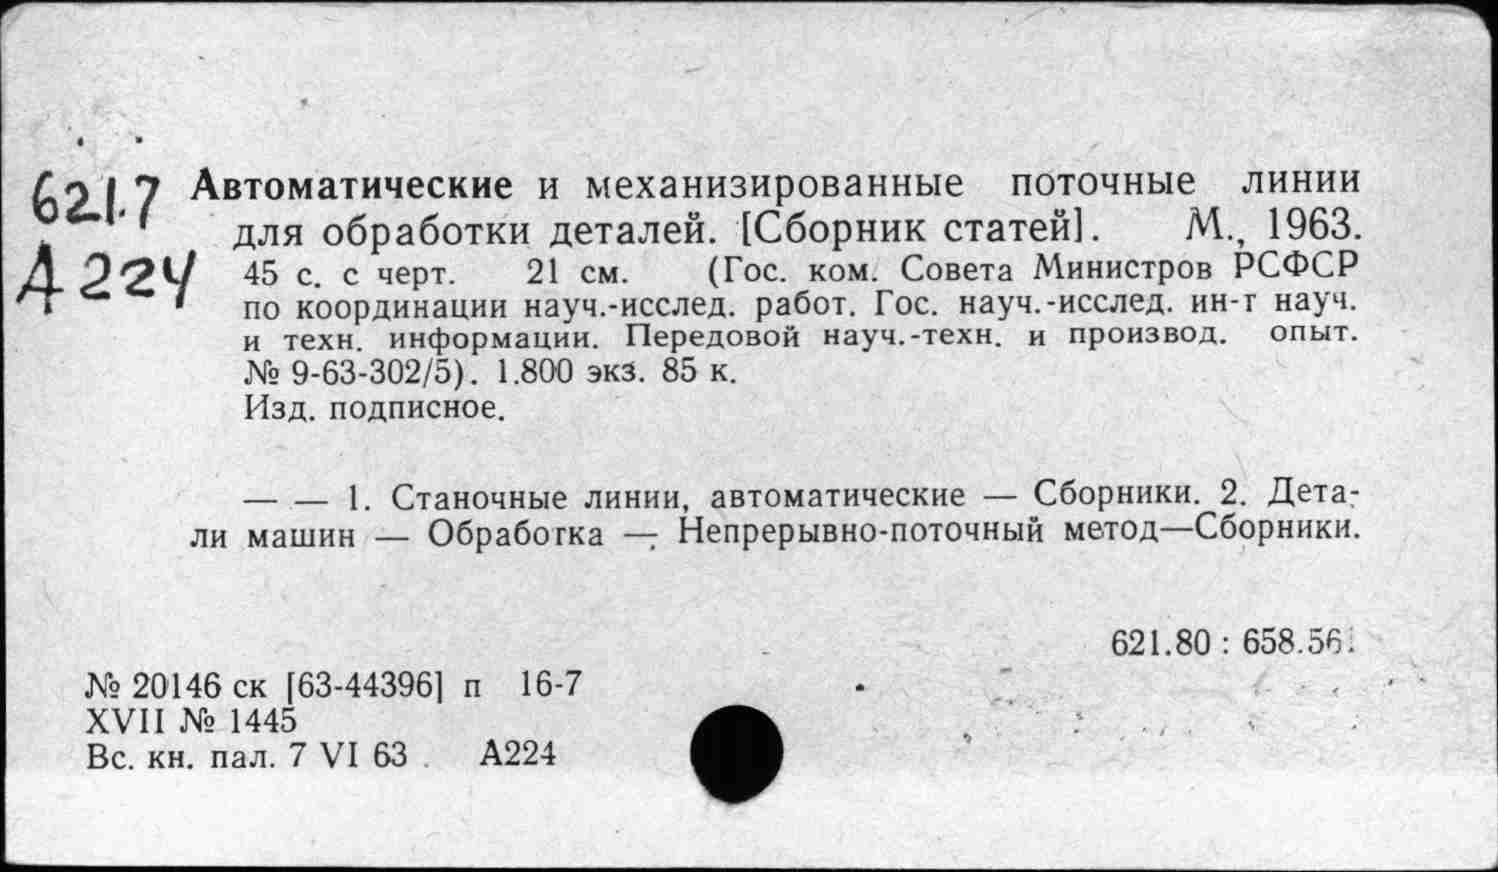 621.7
А224
Автоматические и механизированные поточные линии
для обработки деталей. [Сборник статей]. М., 1963.
45 с. с черт. 21 см. (Гос. ком. Совета Министров РСФСР
по координации науч.-исслед. работ. Гос. науч.-исслед. ин-т науч.
и техн. информации. Передовой науч.-техн. и производ. опыт.
№ 9-63-302/5). 1.800 экз. 85 к.
Изд. подписное.
— — 1. Станочные линии, автоматические — Сборники. 2. Дета-
ли машин — Обработка — Непрерывно-поточный метод—Сборники.
621.80 : 658.561
№ 20146 ск [63-44396] п 16-7
XVII № 1445
Вс. кн. пал. 7 VI 63 А224